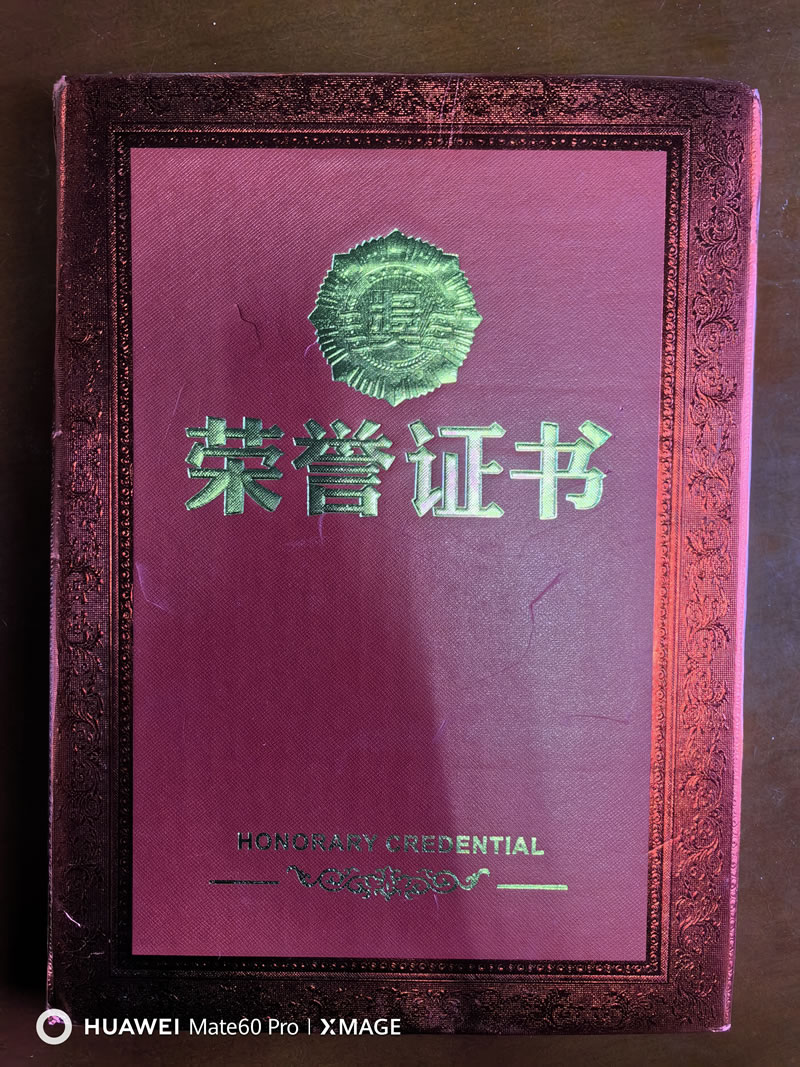 荣誉证书
HONORARY CREDENTIAL
HUAWEI Mate60 Pro | XMAGE